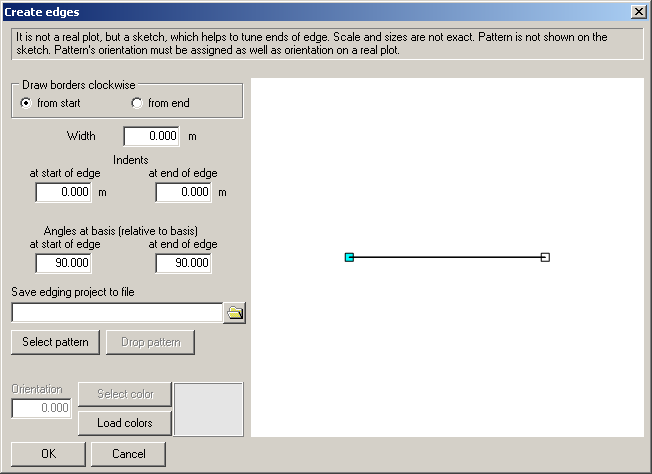 Create edges
It is not a real plot, but a sketch, which helps to tune ends of edge. Scale and sizes are not exact. Pattern is not shown on the
sketch. Pattern's orientation must be assigned as well as orientation on a real plot.
Draw borders clockwise
from start from end
Width 0.000 m
Indents
at start of edge at end of edge
0.000 m 0.000 m
Angles at basis (relative to basis)
at start of edge at end of edge
90.000 90.000
Save edging project to file
Select pattern Drop pattern
Orientation Select color
0.000
Load colors
OK Cancel